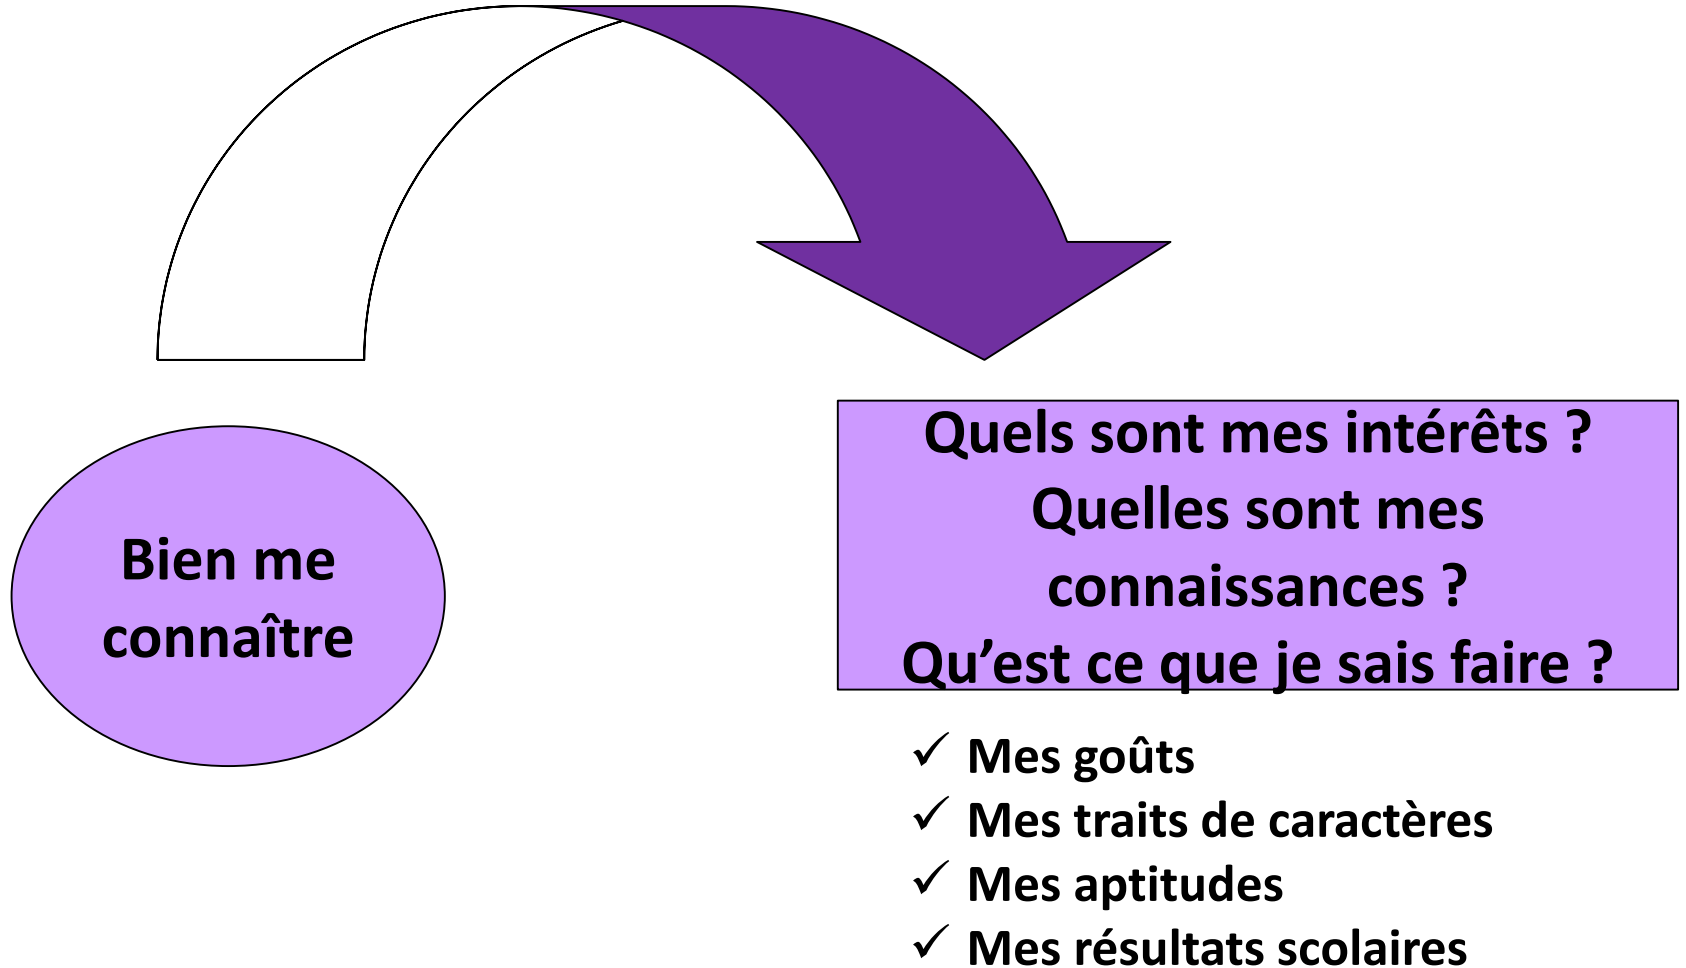 Bien me
connaître
Quels sont mes intérêts ?
Quelles sont mes
connaissances ?
Qu’est ce que je sais faire ?
✓ Mes goûts
✓ Mes traits de caractères
✓ Mes aptitudes
✓ Mes résultats scolaires